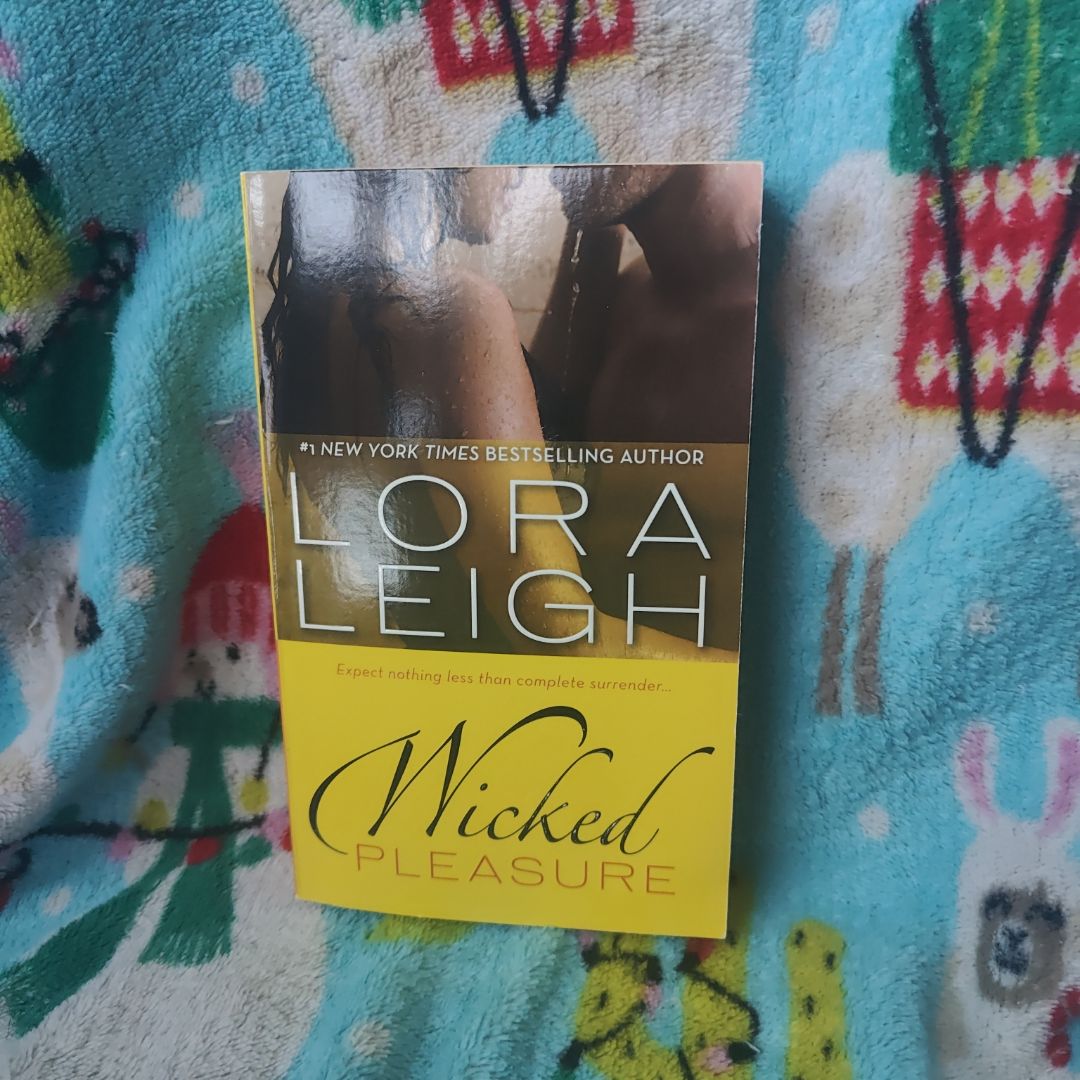 #1 NEW YORK TIMES BESTSELLING AUTHOR
LORA
LEIGH
Expect nothing less than complete surrender...
Wicked
PLEASURE